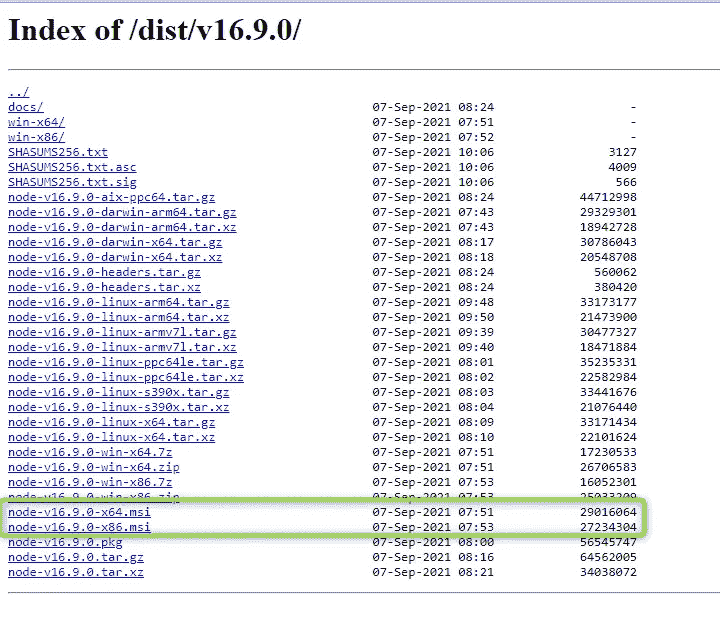 Index of /dist/v16.9.0/
../
docs/ 07-Sep-2021 08:24 -
win-x64/ 07-Sep-2021 07:51 -
win-x86/ 07-Sep-2021 07:52 -
SHASUMS256.txt 07-Sep-2021 10:06 3127
SHASUMS256.txt.asc 07-Sep-2021 10:06 4009
SHASUMS256.txt.sig 07-Sep-2021 10:06 566
node-v16.9.0-aix-ppc64.tar.gz 07-Sep-2021 08:24 44712998
node-v16.9.0-darwin-arm64.tar.gz 07-Sep-2021 07:43 29329301
node-v16.9.0-darwin-arm64.tar.xz 07-Sep-2021 07:43 18942728
node-v16.9.0-darwin-x64.tar.gz 07-Sep-2021 08:17 30786043
node-v16.9.0-darwin-x64.tar.xz 07-Sep-2021 08:18 20548708
node-v16.9.0-headers.tar.gz 07-Sep-2021 08:24 560062
node-v16.9.0-headers.tar.xz 07-Sep-2021 08:24 380420
node-v16.9.0-linux-arm64.tar.gz 07-Sep-2021 09:48 33173177
node-v16.9.0-linux-arm64.tar.xz 07-Sep-2021 09:50 21473900
node-v16.9.0-linux-armv7l.tar.gz 07-Sep-2021 09:39 30477327
node-v16.9.0-linux-armv7l.tar.xz 07-Sep-2021 09:40 18471884
node-v16.9.0-linux-ppc64le.tar.gz 07-Sep-2021 08:01 35235331
node-v16.9.0-linux-ppc64le.tar.xz 07-Sep-2021 08:02 22582984
node-v16.9.0-linux-s390x.tar.gz 07-Sep-2021 08:03 33441676
node-v16.9.0-linux-s390x.tar.xz 07-Sep-2021 08:04 21076440
node-v16.9.0-linux-x64.tar.gz 07-Sep-2021 08:09 33171434
node-v16.9.0-linux-x64.tar.xz 07-Sep-2021 08:10 22101624
node-v16.9.0-win-x64.7z 07-Sep-2021 07:51 17230533
node-v16.9.0-win-x64.zip 07-Sep-2021 07:51 26706583
node-v16.9.0-win-x86.7z 07-Sep-2021 07:53 16052301
node-v16.9.0-win-x86.zip 07-Sep-2021 07:53 25033209
node-v16.9.0-x64.msi 07-Sep-2021 07:51 29016064
node-v16.9.0-x86.msi 07-Sep-2021 07:53 27234304
node-v16.9.0.pkg 07-Sep-2021 08:00 56545747
node-v16.9.0.tar.gz 07-Sep-2021 08:16 64562005
node-v16.9.0.tar.xz 07-Sep-2021 08:21 34038072